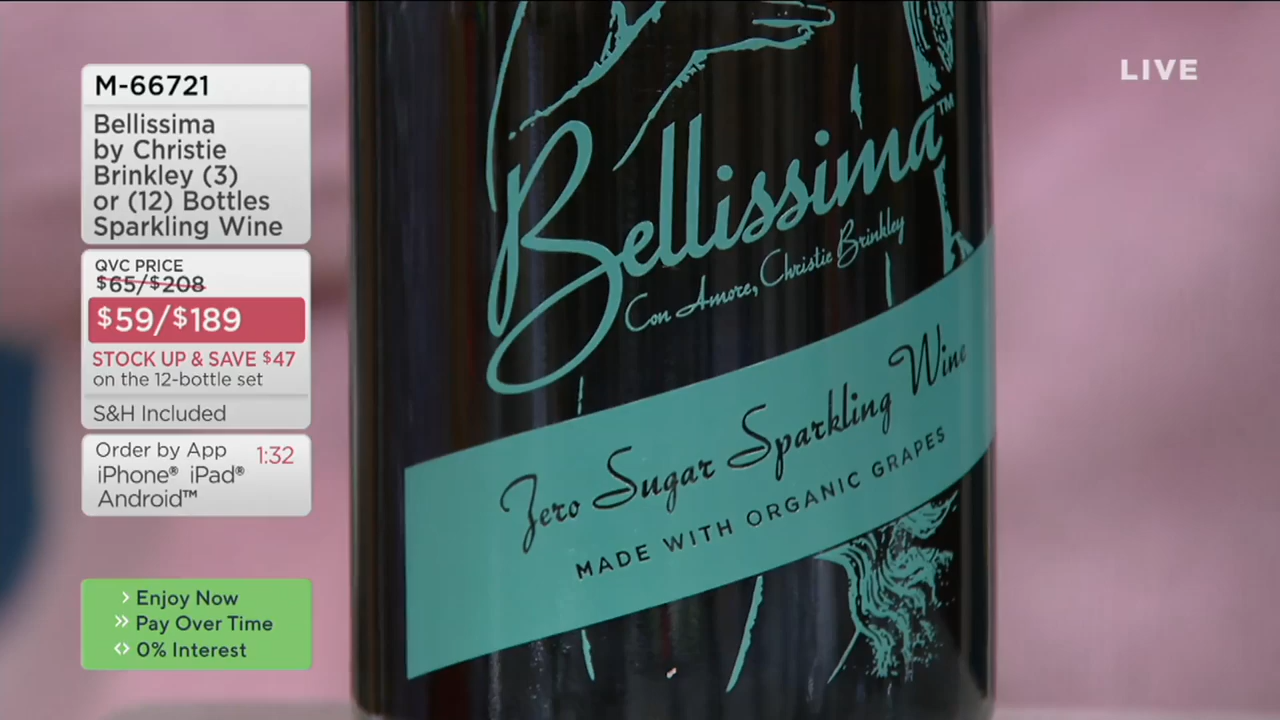 M-66721
Bellissima
by Christie
Brinkley (3)
or (12) Bottles
Sparkling Wine
QVC PRICE
$65/$208
$59/$189
STOCK UP & SAVE $47
on the 12-bottle set
S&H Included
Order by App 1:32
iPhone® iPad®
Android™
> Enjoy Now
>> Pay Over Time
<> 0% Interest
LIVE
Bellissima™
Con Amore, Christie Brinkley
Zero Sugar Sparkling Wine
MADE WITH ORGANIC GRAPES